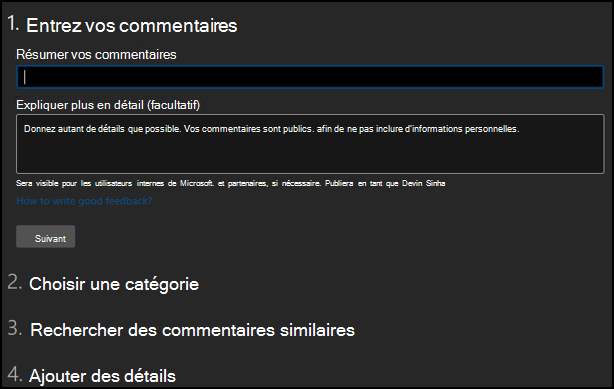 1. Entrez vos commentaires
Résumer vos commentaires
Expliquer plus en détail (facultatif)
Donnez autant de détails que possible. Vos commentaires sont publics. afin de ne pas inclure d'informations personnelles.
Sera visible pour les utilisateurs internes de Microsoft. et partenaires, si nécessaire. Publiera en tant que Devin Sinha
How to write good feedback?
Suivant
2. Choisir une catégorie
3. Rechercher des commentaires similaires
4. Ajouter des détails